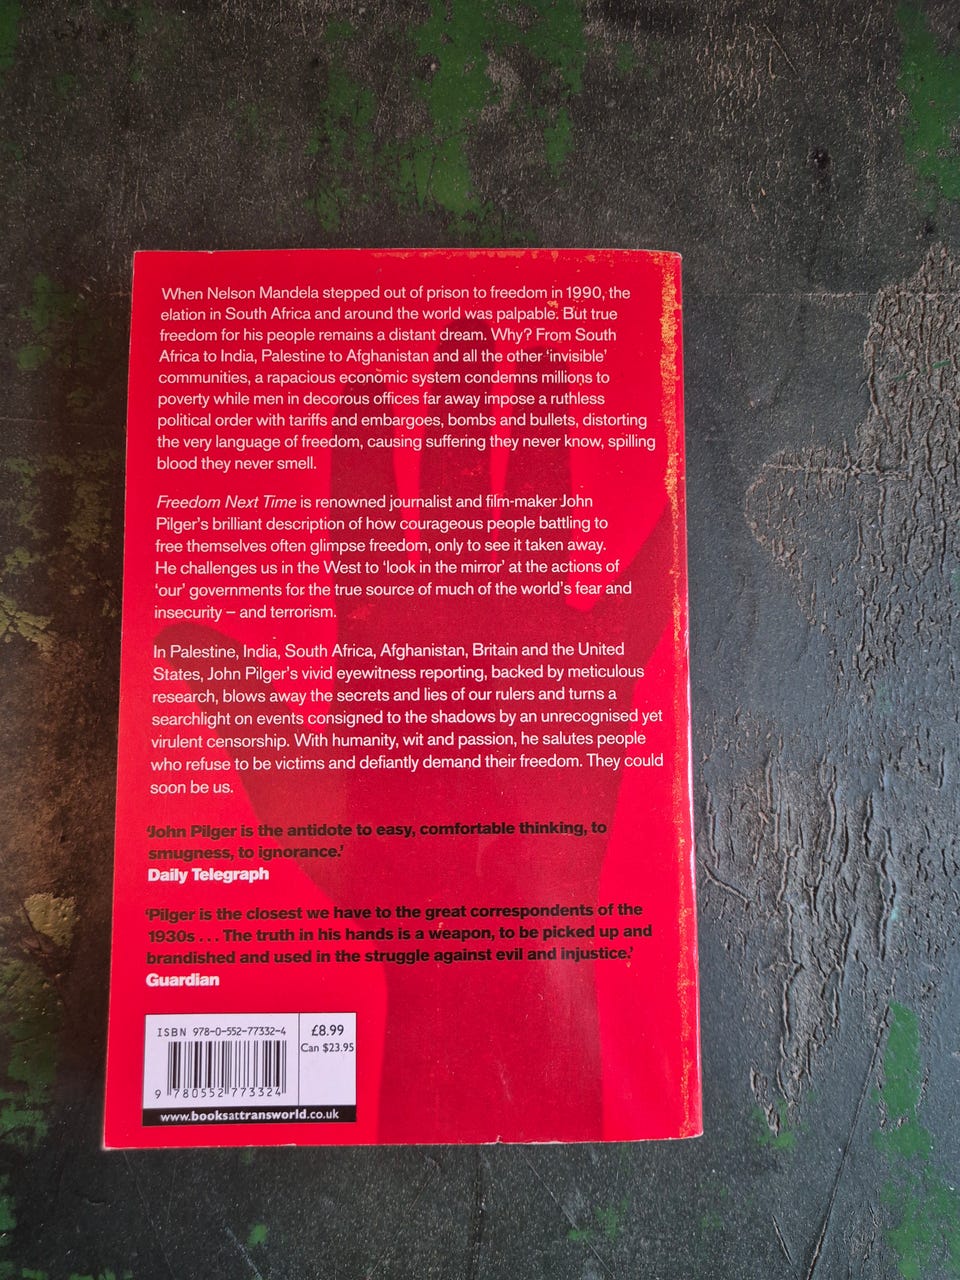 When Nelson Mandela stepped out of prison to freedom in 1990, the
elation in South Africa and around the world was palpable. But true
freedom for his people remains a distant dream. Why? From South
Africa to India, Palestine to Afghanistan and all the other ‘invisible’
communities, a rapacious economic system condemns millions to
poverty while men in decorous offices far away impose a ruthless
political order with tariffs and embargoes, bombs and bullets, distorting
the very language of freedom, causing suffering they never know, spilling
blood they never smell.
Freedom Next Time is renowned journalist and film-maker John
Pilger’s brilliant description of how courageous people battling to
free themselves often glimpse freedom, only to see it taken away.
He challenges us in the West to ‘look in the mirror’ at the actions of
‘our’ governments for the true source of much of the world’s fear and
insecurity – and terrorism.
In Palestine, India, South Africa, Afghanistan, Britain and the United
States, John Pilger’s vivid eyewitness reporting, backed by meticulous
research, blows away the secrets and lies of our rulers and turns a
searchlight on events consigned to the shadows by an unrecognised yet
virulent censorship. With humanity, wit and passion, he salutes people
who refuse to be victims and defiantly demand their freedom. They could
soon be us.
‘John Pilger is the antidote to easy, comfortable thinking, to
smugness, to ignorance.’
Daily Telegraph
‘Pilger is the closest we have to the great correspondents of the
1930s . . . The truth in his hands is a weapon, to be picked up and
brandished and used in the struggle against evil and injustice.’
Guardian
ISBN 978-0-552-77332-4
£8.99
Can $23.95
9 780552 773324
www.booksattransworld.co.uk